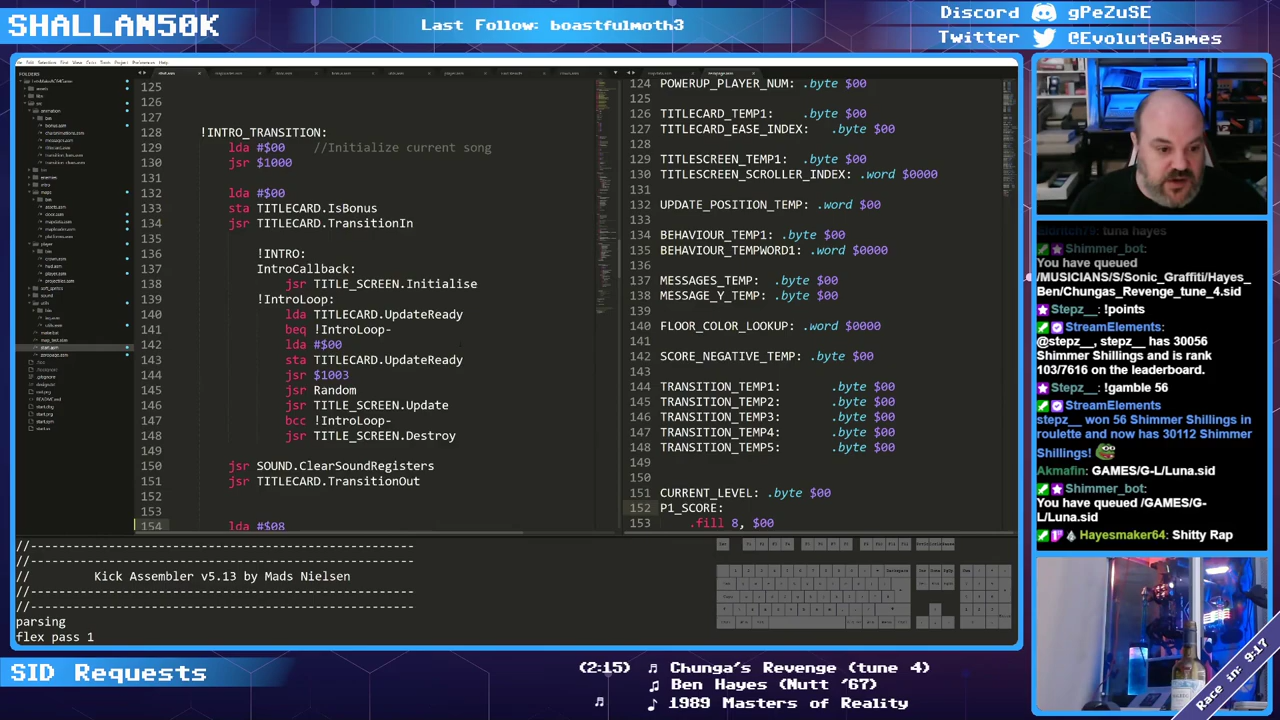 SHALLAN50K
Last Follow: boastfulmoth3
Discord gPeZuSE
Twitter @EvoluteGames
FOLDERS
125
126
127
128 !INTRO_TRANSITION:
129 lda #$00 //Initialize current song
130 jsr $1000
131
132 lda #$00
133 sta TITLECARD.IsBonus
134 jsr TITLECARD.TransitionIn
135
136 !INTRO:
137 IntroCallback:
138 jsr TITLE_SCREEN.Initialise
139 !IntroLoop:
140 lda TITLECARD.UpdateReady
141 beq !IntroLoop-
142 lda #$00
143 sta TITLECARD.UpdateReady
144 jsr $1003
145 jsr Random
146 jsr TITLE_SCREEN.Update
147 bcc !IntroLoop-
148 jsr TITLE_SCREEN.Destroy
149
150 jsr SOUND.ClearSoundRegisters
151 jsr TITLECARD.TransitionOut
152
153
154 lda #$08
124 POWERUP_PLAYER_NUM: .byte $00
125
126 TITLECARD_TEMP1: .byte $00
127 TITLECARD_EASE_INDEX: .byte $00
128
129 TITLESCREEN_TEMP1: .byte $00
130 TITLESCREEN_SCROLLER_INDEX: .word $0000
131
132 UPDATE_POSITION_TEMP: .word $00
133
134 BEHAVIOUR_TEMP1: .byte $00
135 BEHAVIOUR_TEMPWORD1: .word $00
136
137 MESSAGES_TEMP: .byte $00
138 MESSAGE_Y_TEMP: .byte $00
139
140 FLOOR_COLOR_LOOKUP: .word $0000
141
142 SCORE_NEGATIVE_TEMP: .byte $00
143
144 TRANSITION_TEMP1: .byte $00
145 TRANSITION_TEMP2: .byte $00
146 TRANSITION_TEMP3: .byte $00
147 TRANSITION_TEMP4: .byte $00
148 TRANSITION_TEMP5: .byte $00
149
150
151 CURRENT_LEVEL: .byte $00
152 P1_SCORE:
153 .fill 8, $00
tuna hayes
Shimmer_bot:
You have queued
/MUSICIANS/S/Sonic_Graffiti/Hayes_
Ben/Chungas_Revenge_tune_4.sid
Stepz__: !points
StreamElements:
@stepz__, stepz__ has 30056
Shimmer Shillings and is rank
103/7616 on the leaderboard.
Stepz__: !gamble 56
StreamElements:
stepz__ won 56 Shimmer Shillings in
roulette and now has 30112 Shimmer
Shillings!
Akmafin: GAMES/G-L/Luna.sid
Shimmer_bot:
You have queued /GAMES/G-
L/Luna.sid
Hayesmaker64: Shitty Rap
//------------------------------------------------------
//------------------------------------------------------
// Kick Assembler v5.13 by Mads Nielsen
//------------------------------------------------------
//------------------------------------------------------
parsing
flex pass 1
SID Requests
(2:15) Chunga's Revenge (tune 4)
Ben Hayes (Nutt '67)
1989 Masters of Reality
Race in: 9:17